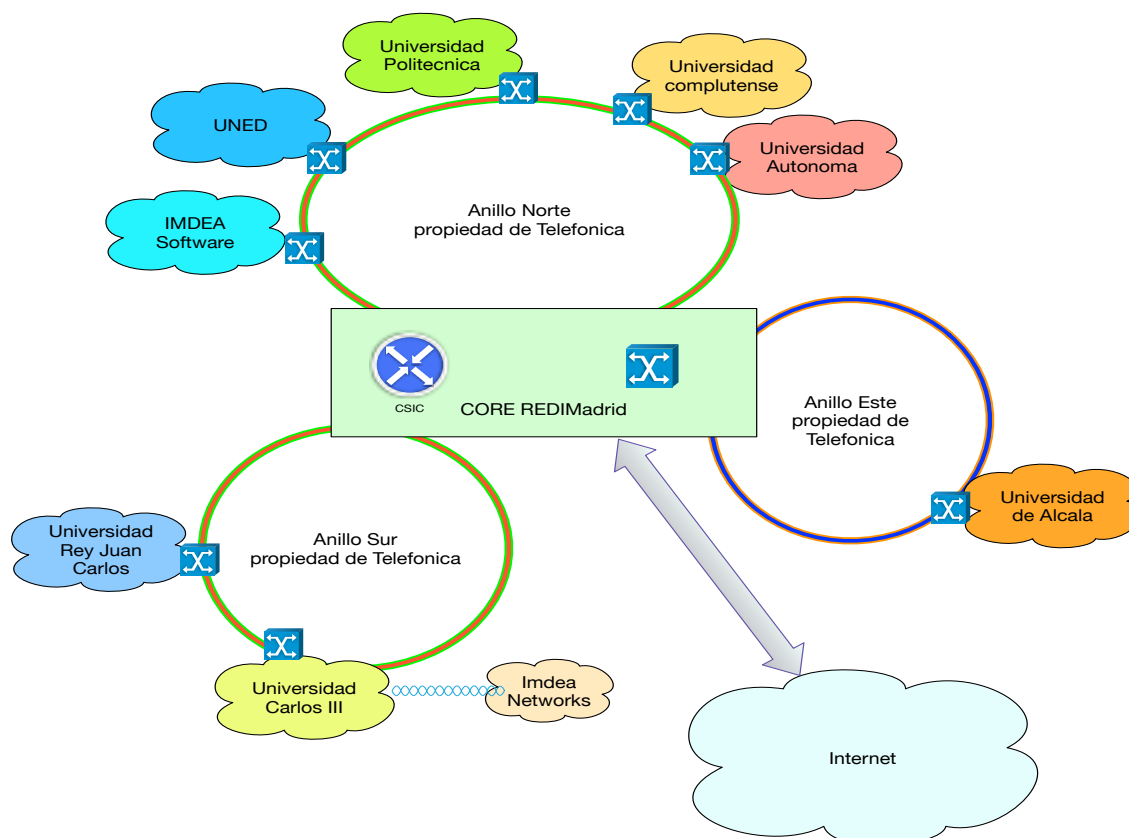 Universidad
Politecnica
Universidad
complutense
UNED
Universidad
Autonoma
IMDEA
Software
Anillo Norte
propiedad de Telefonica
CSIC
CORE REDIMadrid
Anillo Este
propiedad de
Telefonica
Universidad
de Alcala
Universidad
Rey Juan
Carlos
Anillo Sur
propiedad de Telefonica
Universidad
Carlos III
Imdea
Networks
Internet